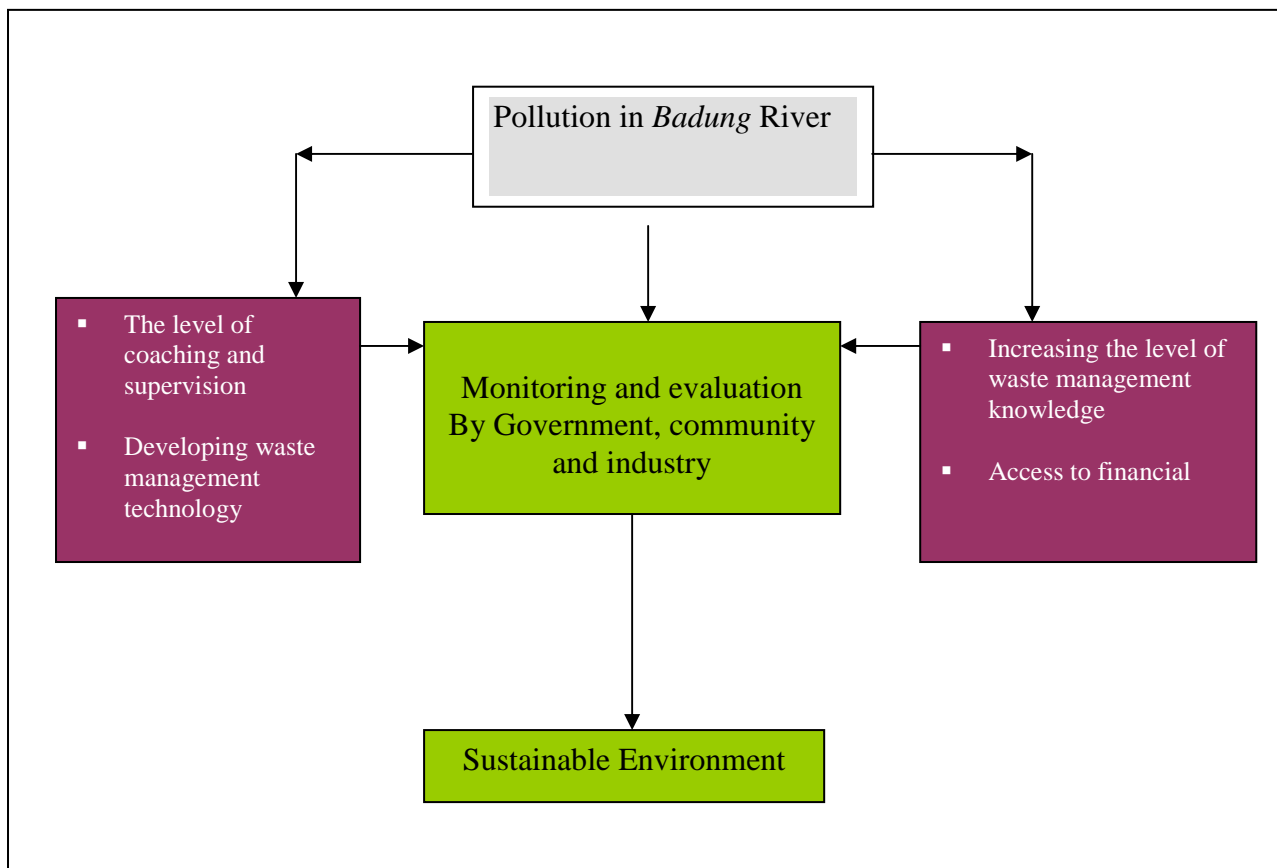 Pollution in Badung River
▪ The level of
coaching and
supervision
▪ Developing waste
management
technology
Monitoring and evaluation
By Government, community
and industry
▪ Increasing the level of
waste management
knowledge
▪ Access to financial
Sustainable Environment